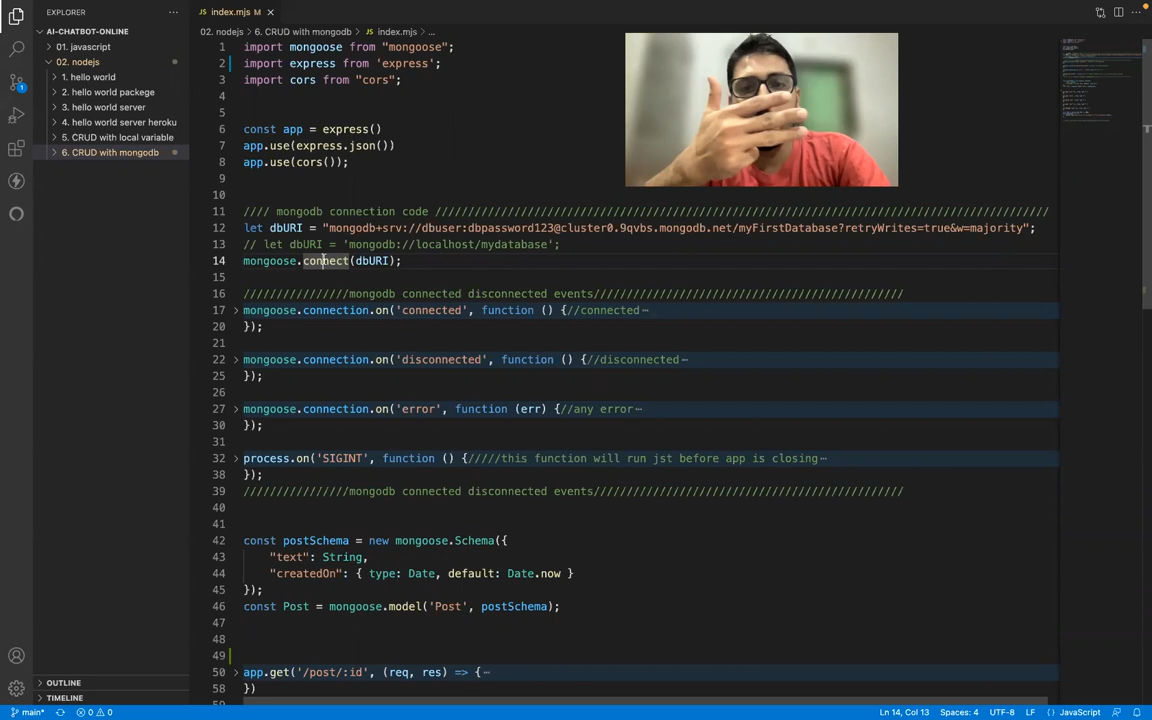 EXPLORER
index.mjs
AI-CHATBOT-ONLINE
01. javascript
02. nodejs
1. hello world
2. hello world packege
3. hello world server
4. hello world server heroku
5. CRUD with local variable
6. CRUD with mongodb
OUTLINE
TIMELINE
02. nodejs > 6. CRUD with mongodb > index.mjs > ...
1 import mongoose from "mongoose";
2 import express from 'express';
3 import cors from "cors";
4
5
6 const app = express()
7 app.use(express.json())
8 app.use(cors());
9
10
11 //// mongodb connection code /////////////////////////////////////////////////////////////////////////////////////////////
12 let dbURI = "mongodb+srv://dbuser:dbpassword123@cluster0.9qvbs.mongodb.net/myFirstDatabase?retryWrites=true&w=majority";
13 // let dbURI = 'mongodb://localhost/mydatabase';
14 mongoose.connect(dbURI);
15
16 ////////////////mongodb connected disconnected events///////////////////////////////////////////////
17 mongoose.connection.on('connected', function () {//connected⋯
20 });
21
22 mongoose.connection.on('disconnected', function () {//disconnected⋯
25 });
26
27 mongoose.connection.on('error', function (err) {//any error⋯
30 });
31
32 process.on('SIGINT', function () {/////this function will run jst before app is closing⋯
38 });
39 ////////////////mongodb connected disconnected events///////////////////////////////////////////////
40
41
42 const postSchema = new mongoose.Schema({
43 "text": String,
44 "createdOn": { type: Date, default: Date.now }
45 });
46 const Post = mongoose.model('Post', postSchema);
47
48
49
50 app.get('/post/:id', (req, res) => {⋯
58 })
1
main* 0 0 Ln 14, Col 13 Spaces: 4 UTF-8 LF {} JavaScript